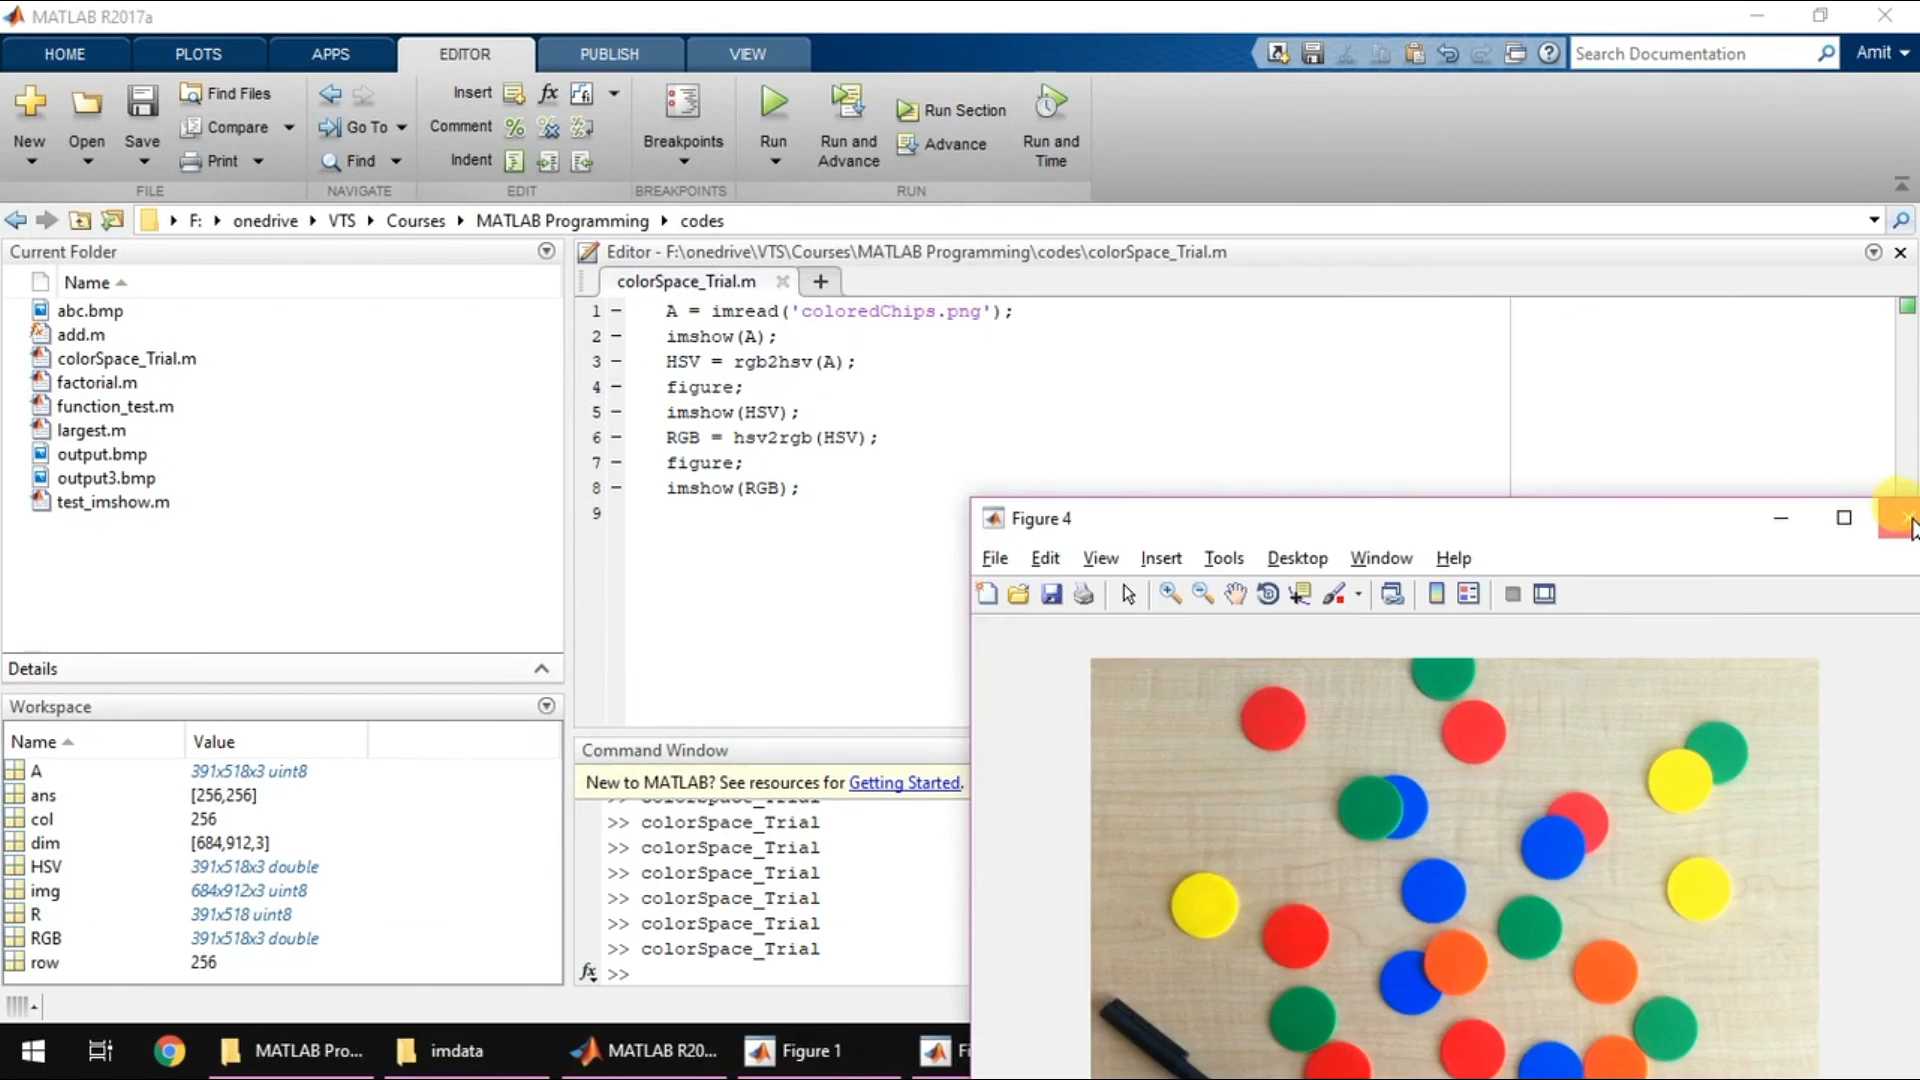 MATLAB R2017a
HOME PLOTS APPS EDITOR PUBLISH VIEW Search Documentation Amit
New Open Save Find Files Compare Print
Go To Find
Insert fx Comment Indent
Breakpoints
Run Run and Advance Run Section Advance Run and Time
FILE NAVIGATE EDIT BREAKPOINTS RUN
F: onedrive VTS Courses MATLAB Programming codes
Current Folder
Name
abc.bmp
add.m
colorSpace_Trial.m
factorial.m
function_test.m
largest.m
output.bmp
output3.bmp
test_imshow.m
Details
Workspace
Name Value
A 391x518x3 uint8
ans [256,256]
col 256
dim [684,912,3]
HSV 391x518x3 double
img 684x912x3 uint8
R 391x518 uint8
RGB 391x518x3 double
row 256
Editor - F:\onedrive\VTS\Courses\MATLAB Programming\codes\colorSpace_Trial.m
colorSpace_Trial.m
1 A = imread('coloredChips.png');
2 imshow(A);
3 HSV = rgb2hsv(A);
4 figure;
5 imshow(HSV);
6 RGB = hsv2rgb(HSV);
7 figure;
8 imshow(RGB);
9
Command Window
New to MATLAB? See resources for Getting Started.
>> colorSpace_Trial
>> colorSpace_Trial
>> colorSpace_Trial
>> colorSpace_Trial
>> colorSpace_Trial
>> colorSpace_Trial
fx >>
Figure 4
File Edit View Insert Tools Desktop Window Help
MATLAB Pro... imdata MATLAB R20... Figure 1